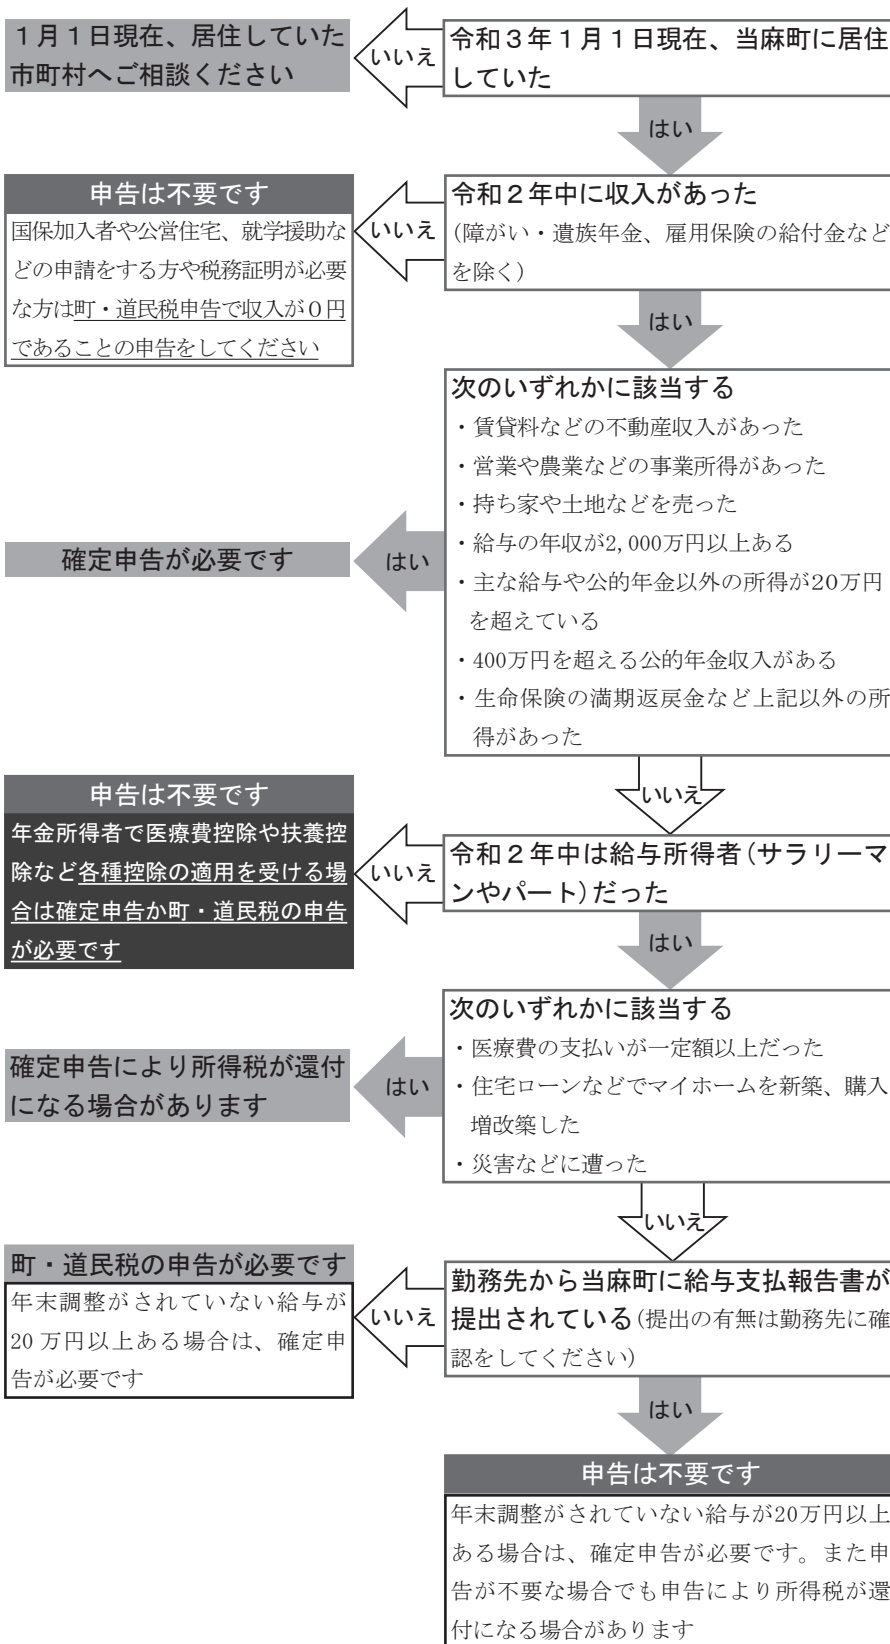 令和３年１月１日現在、当麻町に居住
していた
いいえ
１月１日現在、居住していた
市町村へご相談ください
はい
令和２年中に収入があった
(障がい・遺族年金、雇用保険の給付金など
を除く)
いいえ
申告は不要です
国保加入者や公営住宅、就学援助な
どの申請をする方や税務証明が必要
な方は町・道民税申告で収入が０円
であることの申告をしてください
はい
次のいずれかに該当する
・賃貸料などの不動産収入があった
・営業や農業などの事業所得があった
・持ち家や土地などを売った
・給与の年収が2,000万円以上ある
・主な給与や公的年金以外の所得が20万円
を超えている
・400万円を超える公的年金収入がある
・生命保険の満期返戻金など上記以外の所
得があった
はい
確定申告が必要です
いいえ
令和２年中は給与所得者(サラリーマ
ンやパート)だった
いいえ
申告は不要です
年金所得者で医療費控除や扶養控
除など各種控除の適用を受ける場
合は確定申告か町・道民税の申告
が必要です
はい
次のいずれかに該当する
・医療費の支払いが一定額以上だった
・住宅ローンなどでマイホームを新築、購入
増改築した
・災害などに遭った
はい
確定申告により所得税が還付
になる場合があります
いいえ
勤務先から当麻町に給与支払報告書が
提出されている(提出の有無は勤務先に確
認をしてください)
いいえ
町・道民税の申告が必要です
年末調整がされていない給与が
20 万円以上ある場合は、確定申
告が必要です
はい
申告は不要です
年末調整がされていない給与が20万円以上
ある場合は、確定申告が必要です。また申
告が不要な場合でも申告により所得税が還
付になる場合があります